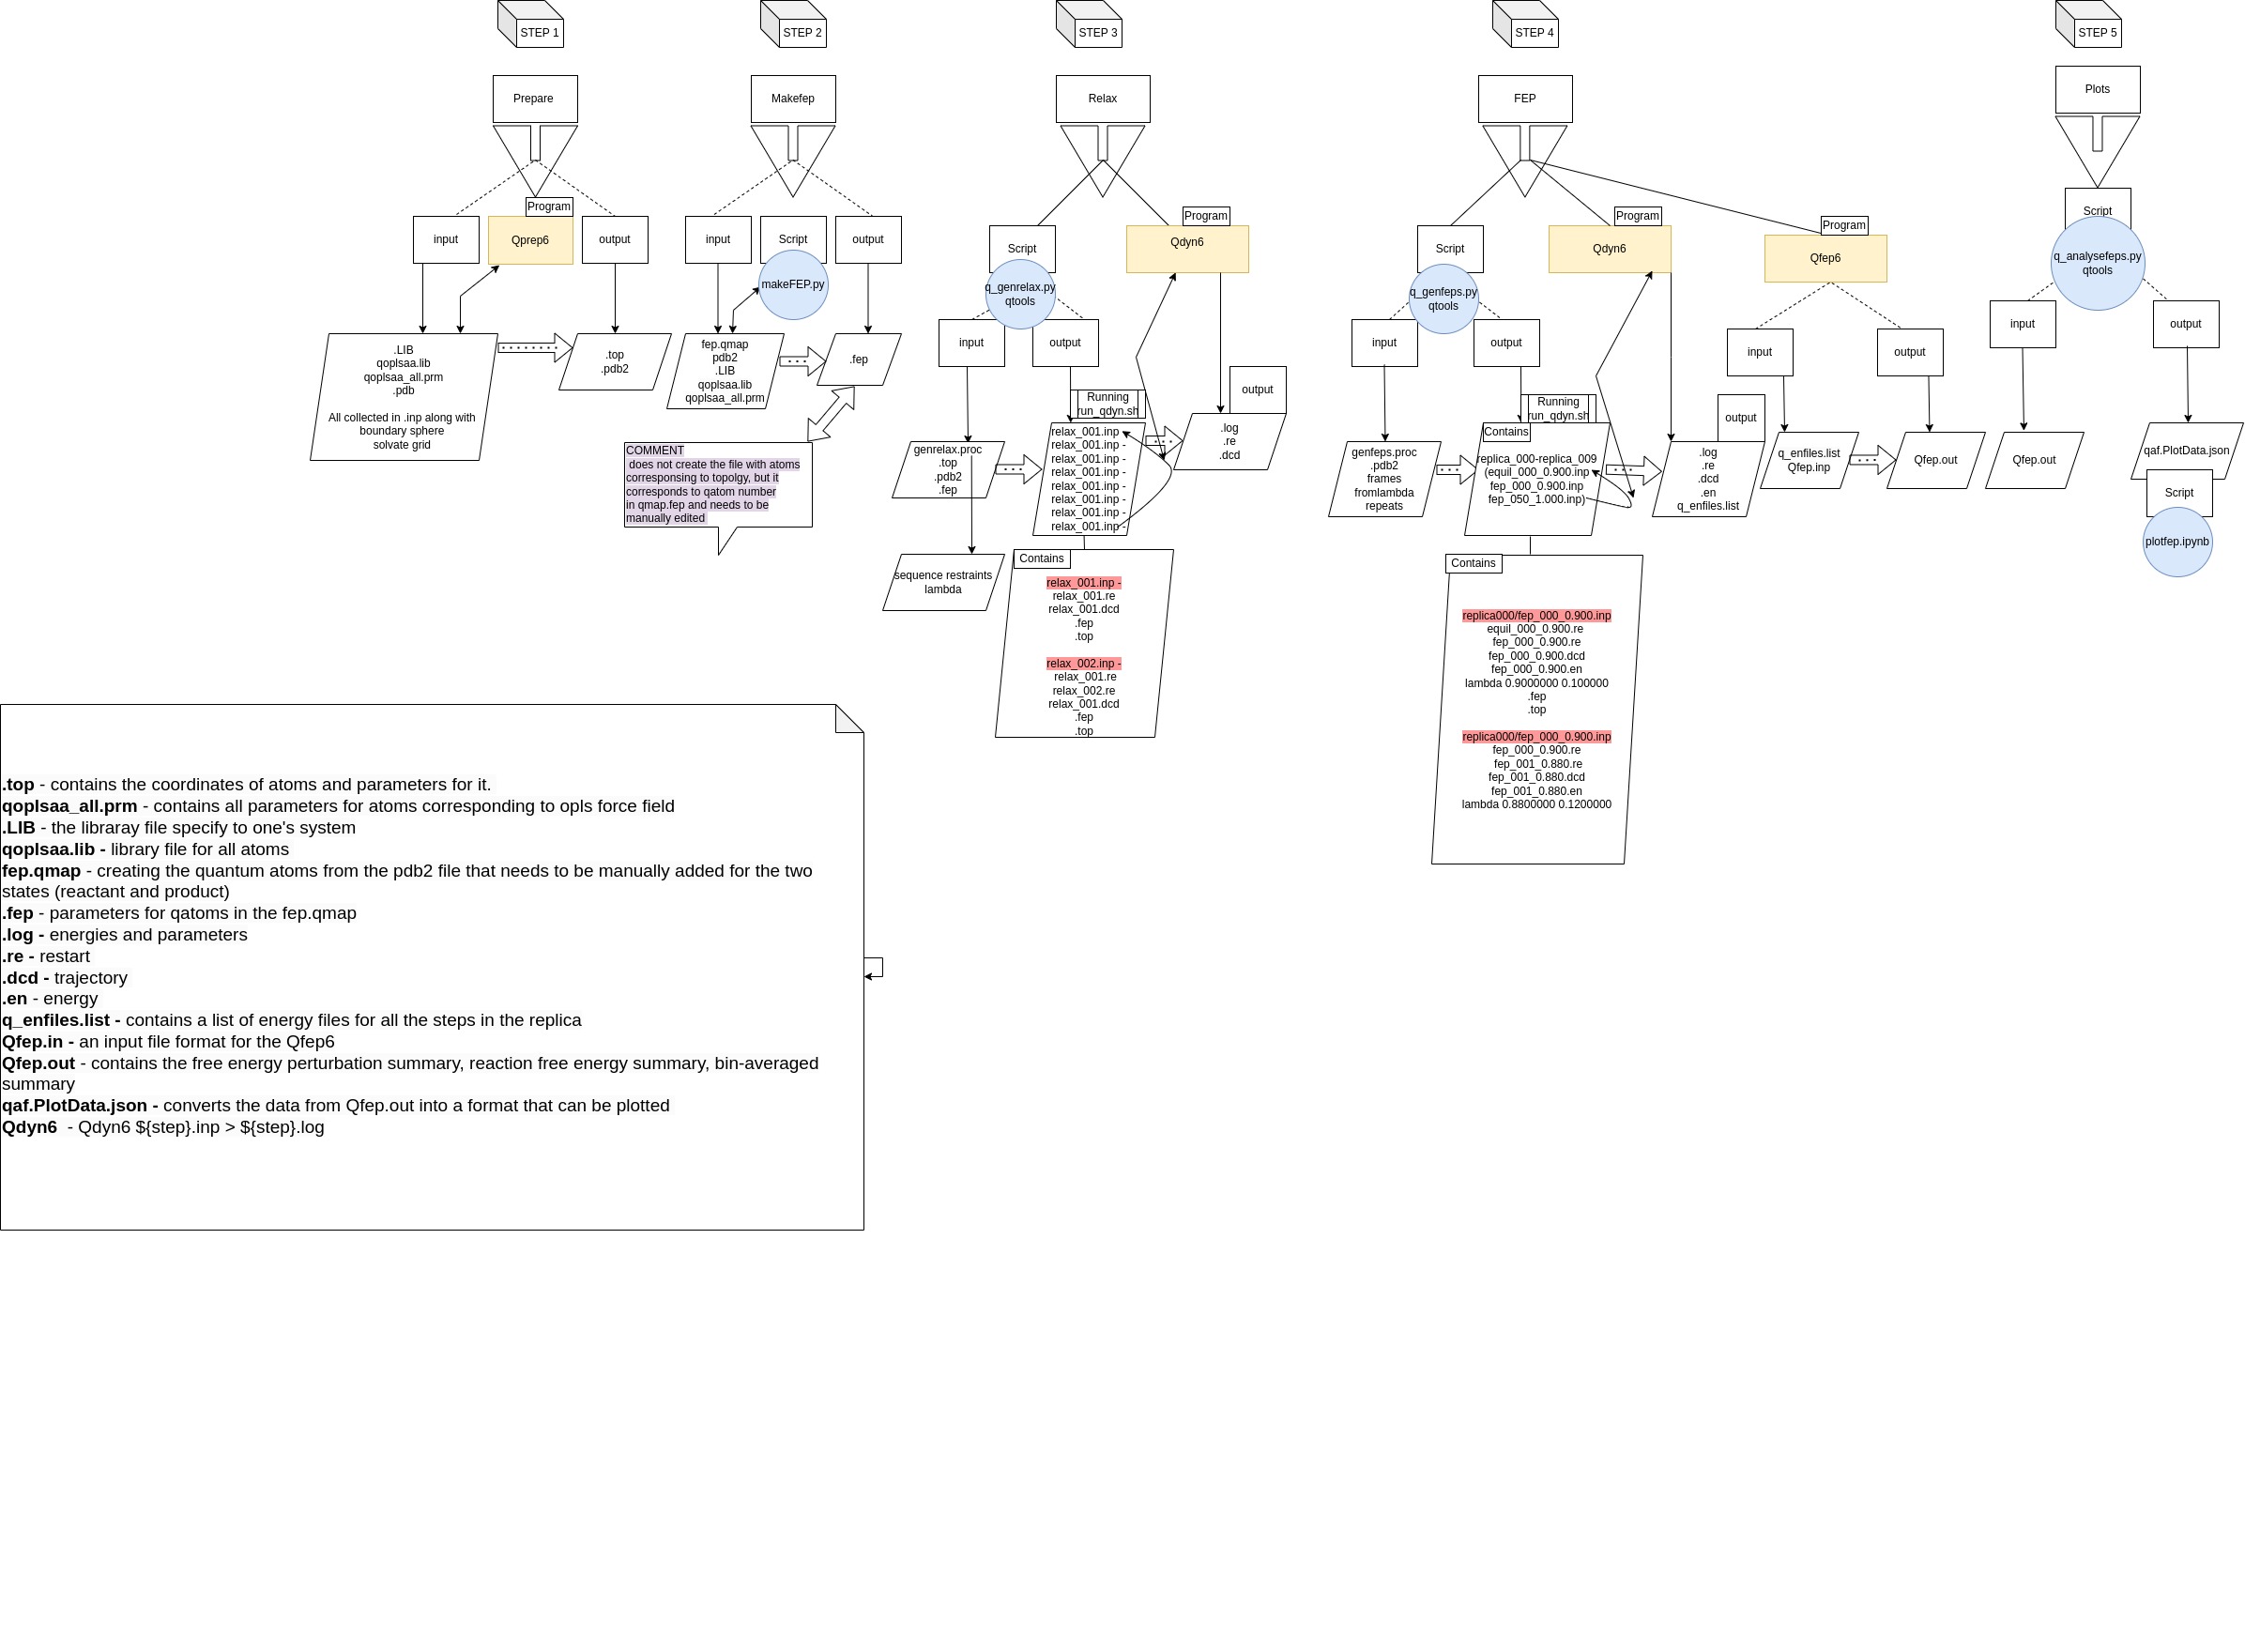 STEP 1
STEP 2
STEP 3
STEP 4
STEP 5
Prepare
Makefep
Relax
FEP
Plots
Program
input
Qprep6
output
.LIB
qoplsaa.lib
qoplsaa_all.prm
.pdb
All collected in .inp along with
boundary sphere
solvate grid
.top
.pdb2
input
Script
makeFEP.py
output
fep.qmap
pdb2
.LIB
qoplsaa.lib
qoplsaa_all.prm
.fep
COMMENT
does not create the file with atoms
corresponsing to topolgy, but it
corresponds to qatom number
in qmap.fep and needs to be
manually edited
Script
q_genrelax.py
qtools
Program
Qdyn6
input
output
genrelax.proc
.top
.pdb2
.fep
sequence restraints
lambda
Running
run_qdyn.sh
relax_001.inp -
relax_001.inp -
relax_001.inp -
relax_001.inp -
relax_001.inp -
relax_001.inp -
relax_001.inp -
relax_001.inp -
output
.log
.re
.dcd
Contains
relax_001.inp -
relax_001.re
relax_001.dcd
.fep
.top
relax_002.inp -
relax_001.re
relax_002.re
relax_001.dcd
.fep
.top
Script
q_genfeps.py
qtools
Program
Qdyn6
Program
Qfep6
input
output
genfeps.proc
.pdb2
frames
fromlambda
repeats
Running
run_qdyn.sh
Contains
replica_000-replica_009
(equil_000_0.900.inp
fep_000_0.900.inp
fep_050_1.000.inp)
output
.log
.re
.dcd
.en
q_enfiles.list
Contains
replica000/fep_000_0.900.inp
equil_000_0.900.re
fep_000_0.900.re
fep_000_0.900.dcd
fep_000_0.900.en
lambda 0.9000000 0.100000
.fep
.top
replica000/fep_000_0.900.inp
fep_000_0.900.re
fep_001_0.880.re
fep_001_0.880.dcd
fep_001_0.880.en
lambda 0.8800000 0.1200000
input
output
q_enfiles.list
Qfep.inp
Qfep.out
Script
q_analysefeps.py
qtools
input
output
Qfep.out
qaf.PlotData.json
Script
plotfep.ipynb
.top - contains the coordinates of atoms and parameters for it.
qoplsaa_all.prm - contains all parameters for atoms corresponding to opls force field
.LIB - the libraray file specify to one's system
qoplsaa.lib - library file for all atoms
fep.qmap - creating the quantum atoms from the pdb2 file that needs to be manually added for the two
states (reactant and product)
.fep - parameters for qatoms in the fep.qmap
.log - energies and parameters
.re - restart
.dcd - trajectory
.en - energy
q_enfiles.list - contains a list of energy files for all the steps in the replica
Qfep.in - an input file format for the Qfep6
Qfep.out - contains the free energy perturbation summary, reaction free energy summary, bin-averaged
summary
qaf.PlotData.json - converts the data from Qfep.out into a format that can be plotted
Qdyn6 - Qdyn6 ${step}.inp > ${step}.log